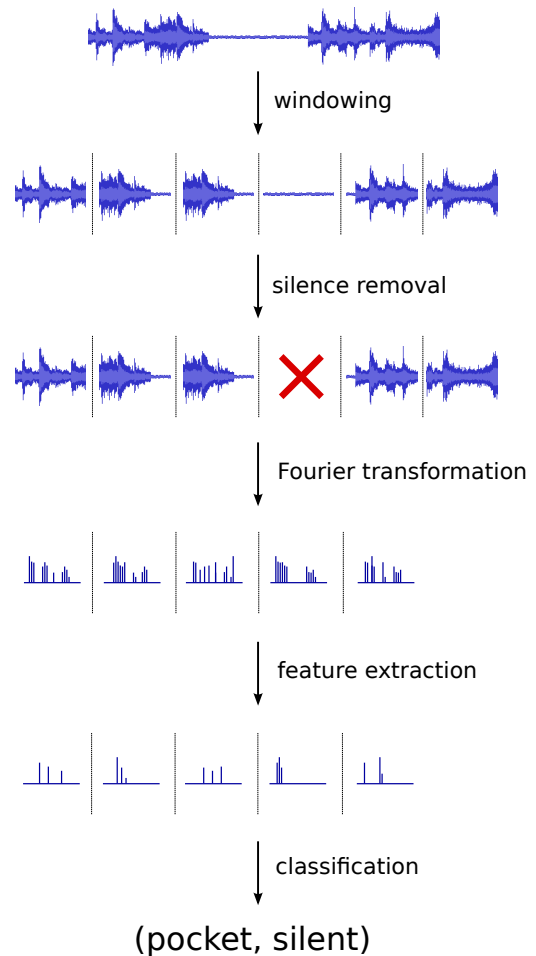 windowing
silence removal
Fourier transformation
feature extraction
classification
(pocket, silent)